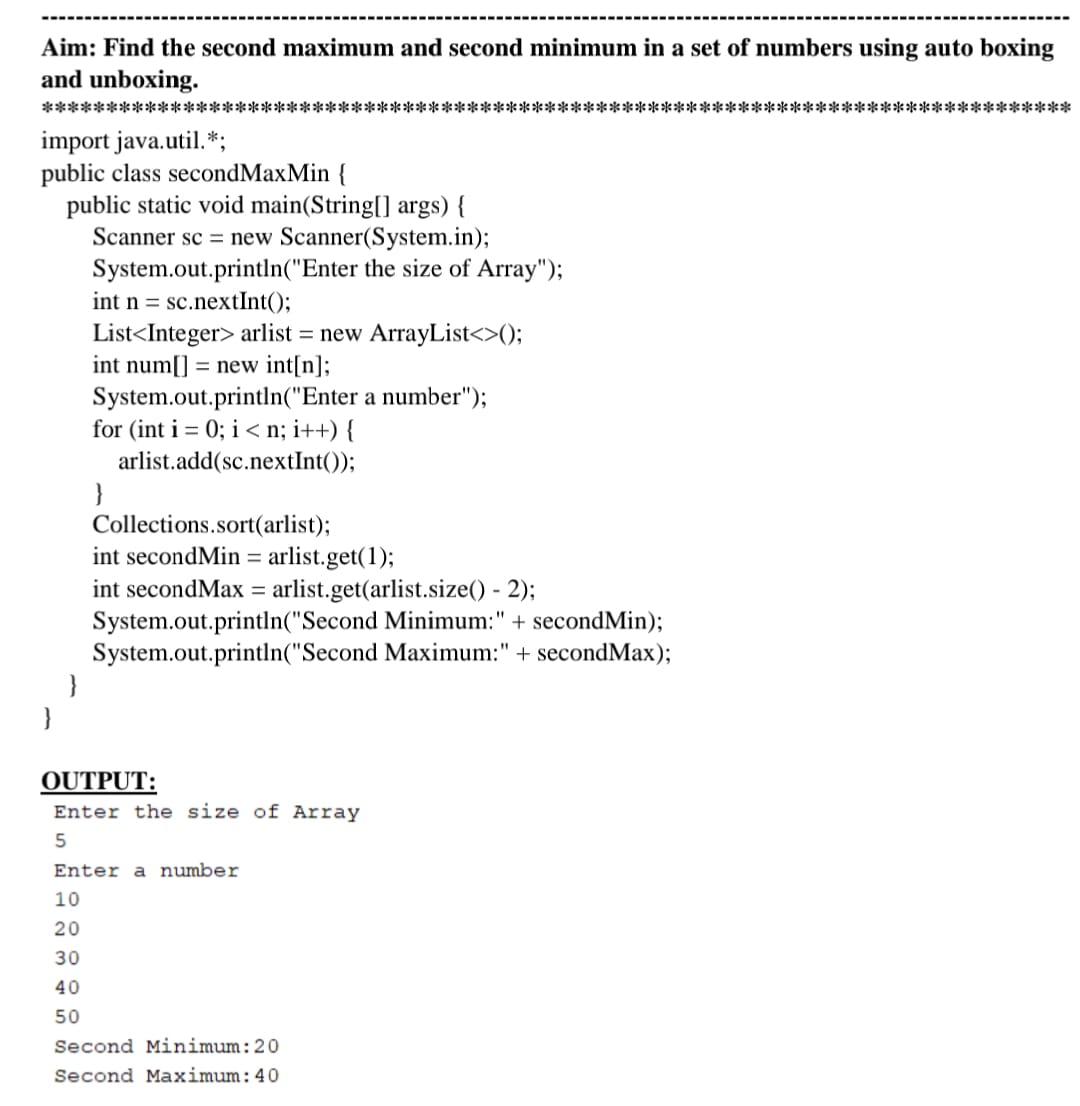 --------------------------------------------------------------------------------------------------------------------------
Aim: Find the second maximum and second minimum in a set of numbers using auto boxing
and unboxing.
********************************************************************************
import java.util.*;
public class secondMaxMin {
public static void main(String[] args) {
Scanner sc = new Scanner(System.in);
System.out.println("Enter the size of Array");
int n = sc.nextInt();
List<Integer> arlist = new ArrayList<>();
int num[] = new int[n];
System.out.println("Enter a number");
for (int i = 0; i < n; i++) {
arlist.add(sc.nextInt());
}
Collections.sort(arlist);
int secondMin = arlist.get(1);
int secondMax = arlist.get(arlist.size() - 2);
System.out.println("Second Minimum:" + secondMin);
System.out.println("Second Maximum:" + secondMax);
}
}
OUTPUT:
Enter the size of Array
5
Enter a number
10
20
30
40
50
Second Minimum:20
Second Maximum:40